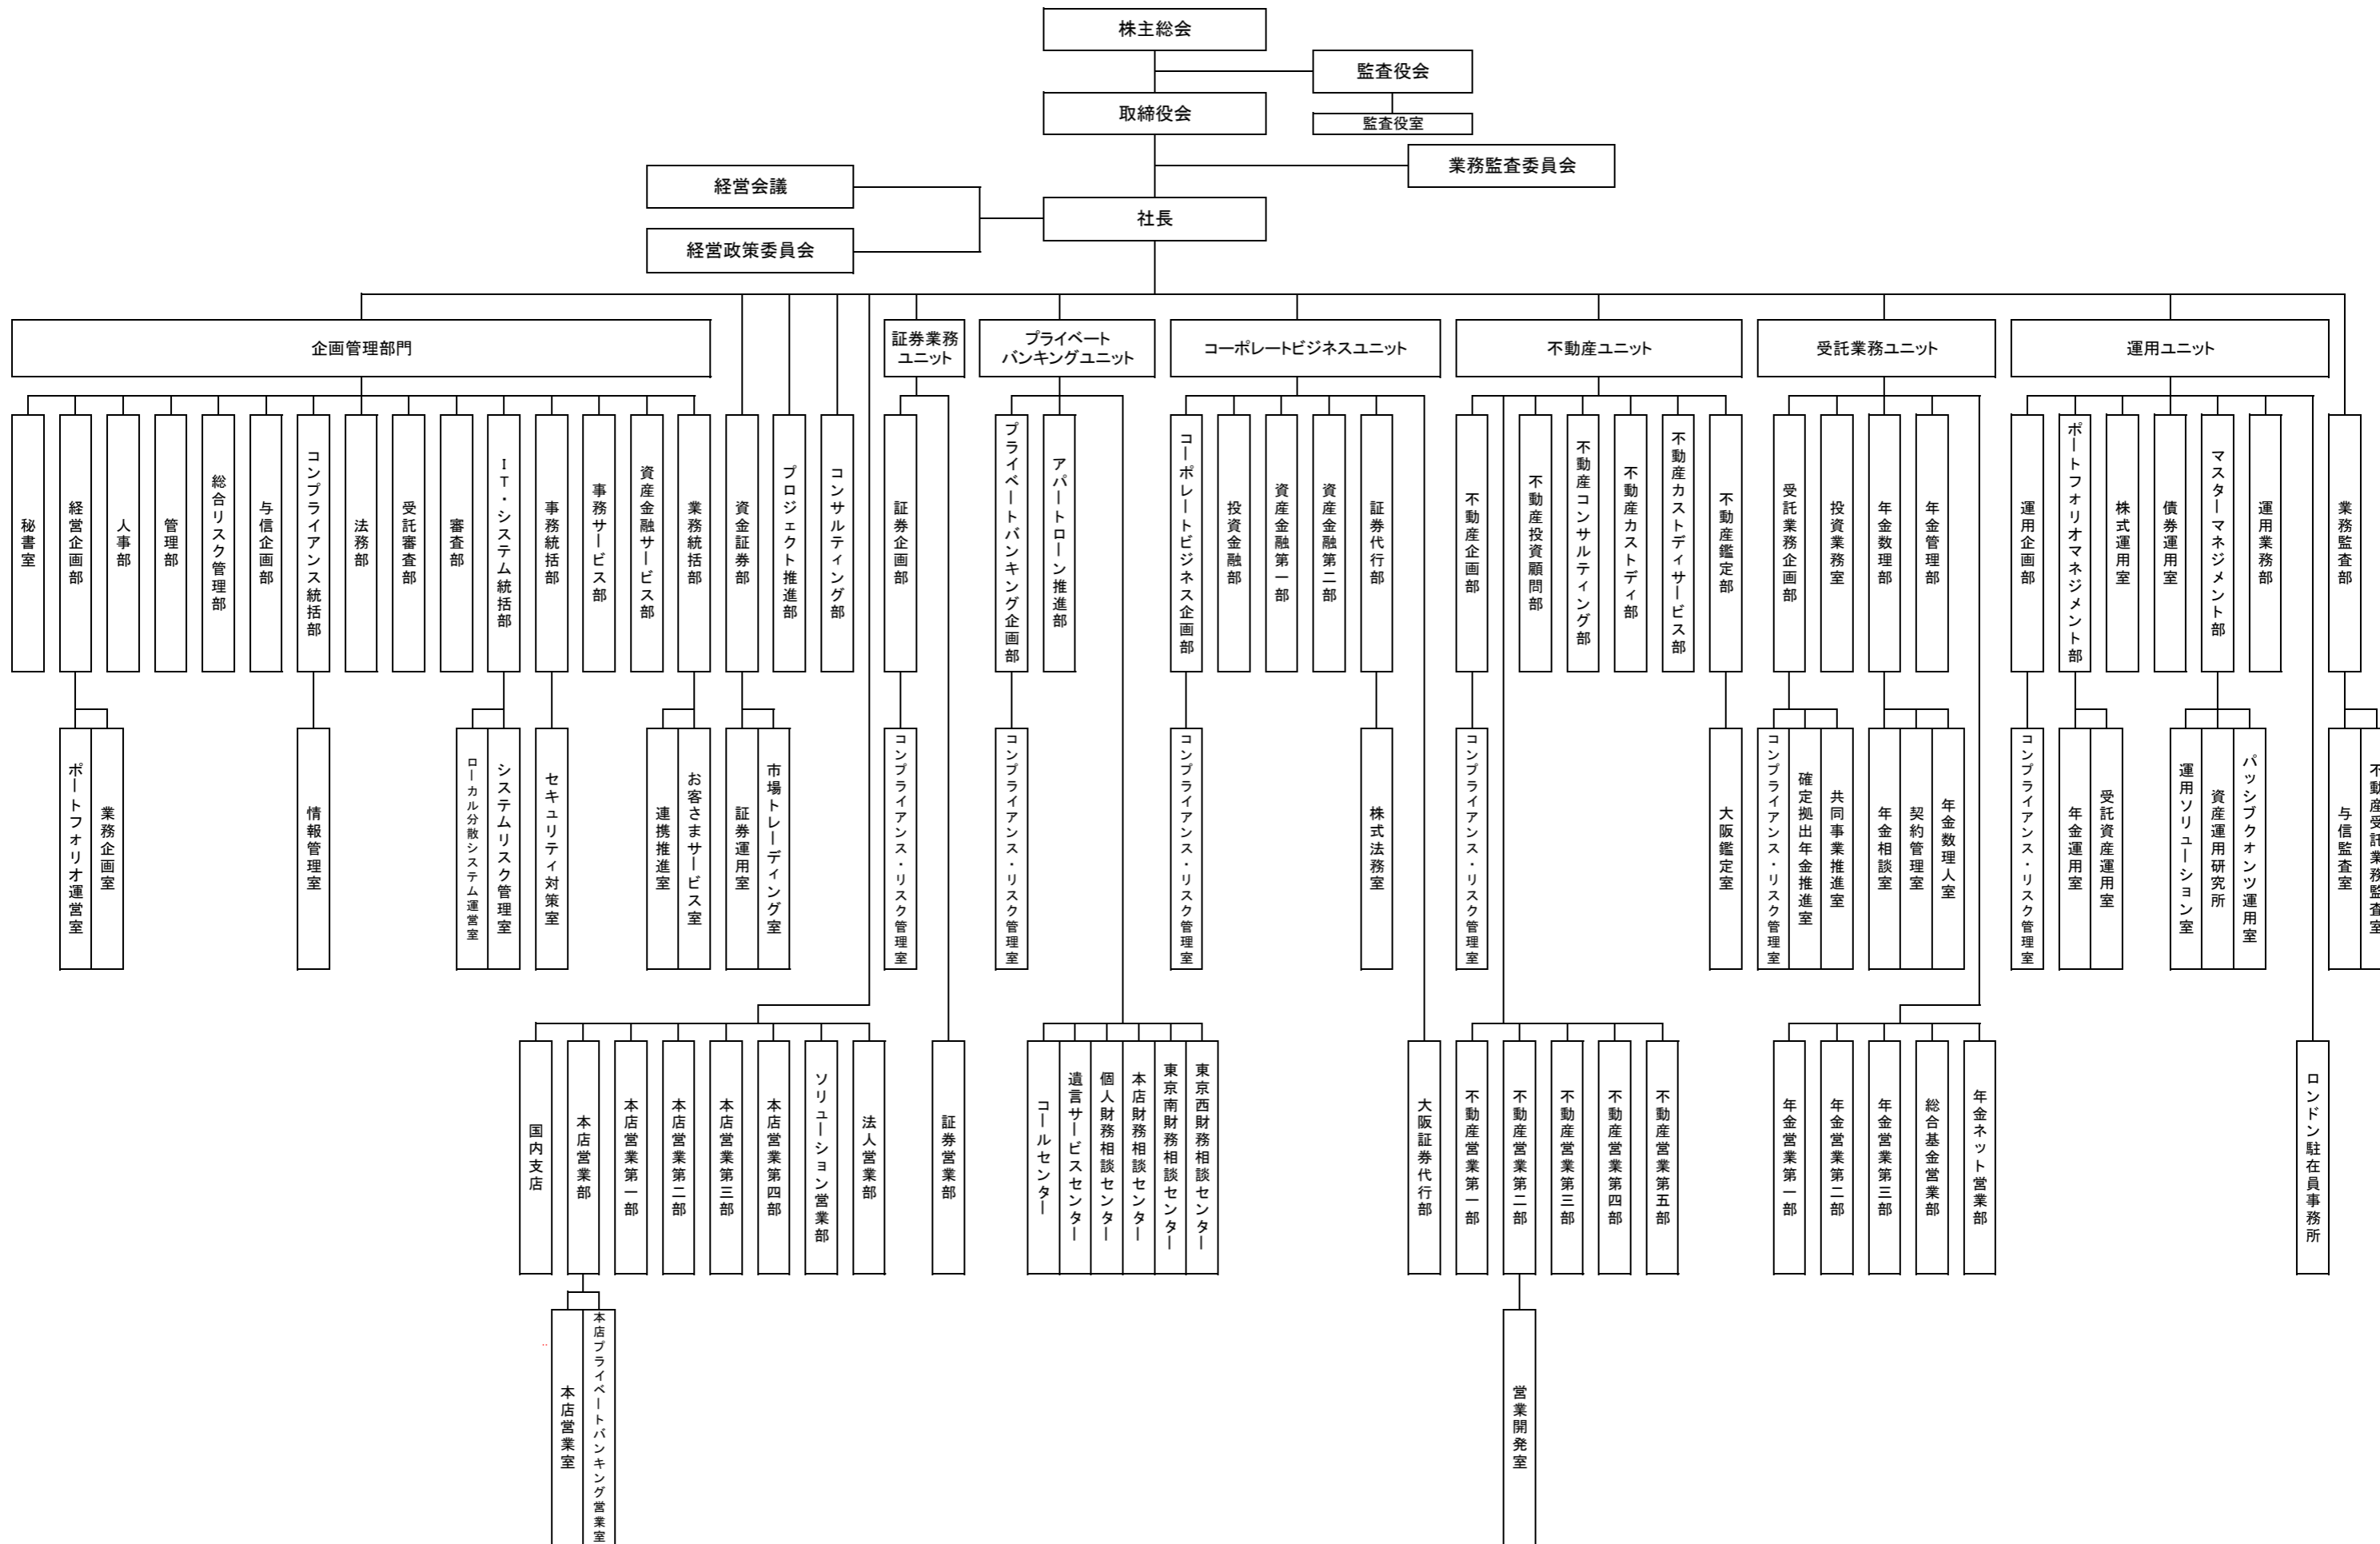 株主総会
監査役会
取締役会
監査役室
業務監査委員会
経営会議
社長
経営政策委員会
企画管理部門
証券業務
ユニット
プライベート
バンキングユニット
コーポレートビジネスユニット
不動産ユニット
受託業務ユニット
運用ユニット
秘書室
経営企画部
人事部
管理部
総合リスク管理部
与信企画部
コンプライアンス統括部
法務部
受託審査部
審査部
IT・システム統括部
事務統括部
事務サービス部
資産金融サービス部
業務統括部
資金証券部
プロジェクト推進部
コンサルティング部
証券企画部
プライベートバンキング企画部
アパートローン推進部
コーポレートビジネス企画部
投資金融部
資産金融第一部
資産金融第二部
証券代行部
不動産企画部
不動産投資顧問部
不動産コンサルティング部
不動産カストディ部
不動産カストディサービス部
不動産鑑定部
受託業務企画部
投資業務室
年金数理部
年金管理部
運用企画部
ポートフォリオマネジメント部
株式運用室
債券運用室
マスターマネジメント部
運用業務部
業務監査部
ポートフォリオ運営室
業務企画室
情報管理室
ローカル分散システム運営室
システムリスク管理室
セキュリティ対策室
連携推進室
お客さまサービス室
証券運用室
市場トレーディング室
コンプライアンス・リスク管理室
コンプライアンス・リスク管理室
コンプライアンス・リスク管理室
株式法務室
コンプライアンス・リスク管理室
大阪鑑定室
コンプライアンス・リスク管理室
確定拠出年金推進室
共同事業推進室
年金相談室
契約管理室
年金数理人室
コンプライアンス・リスク管理室
年金運用室
受託資産運用室
運用ソリューション室
資産運用研究所
パッシブクオンツ運用室
与信監査室
不動産受託業務監査室
国内支店
本店営業部
本店営業第一部
本店営業第二部
本店営業第三部
本店営業第四部
ソリューション営業部
法人営業部
証券営業部
コールセンター
遺言サービスセンター
個人財務相談センター
本店財務相談センター
東京南財務相談センター
東京西財務相談センター
大阪証券代行部
不動産営業第一部
不動産営業第二部
不動産営業第三部
不動産営業第四部
不動産営業第五部
年金営業第一部
年金営業第二部
年金営業第三部
総合基金営業部
年金ネット営業部
ロンドン駐在員事務所
本店営業室
本店プライベートバンキング営業室
営業開発室